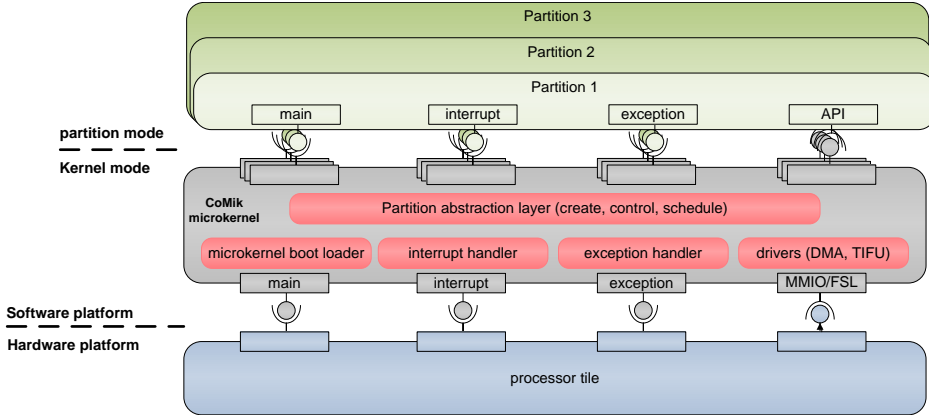 Partition 3
Partition 2
Partition 1
main
interrupt
exception
API
partition mode
Kernel mode
CoMik
microkernel
Partition abstraction layer (create, control, schedule)
microkernel boot loader
interrupt handler
exception handler
drivers (DMA, TIFU)
main
interrupt
exception
MMIO/FSL
Software platform
Hardware platform
processor tile